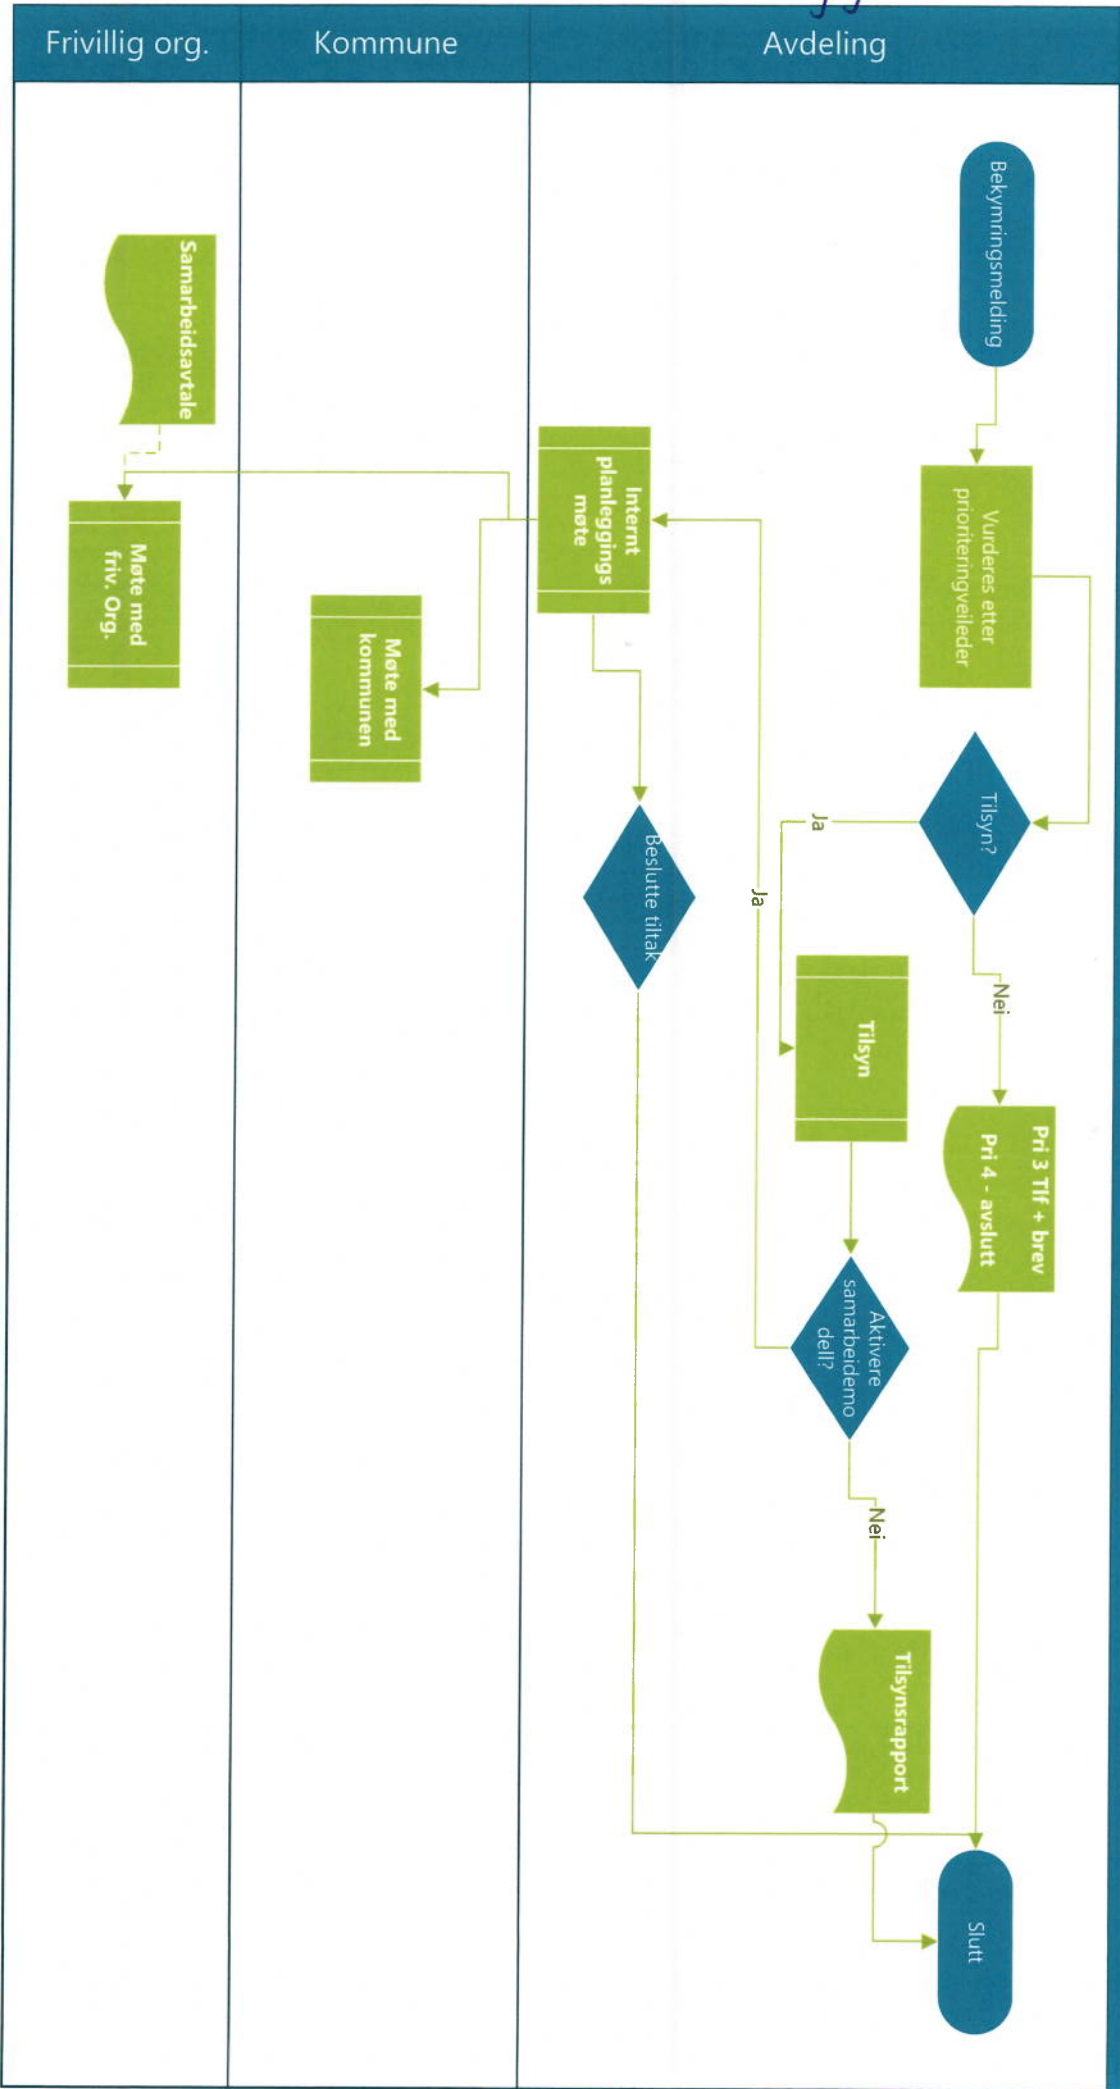 Frivillig org.
Kommune
Avdeling
Bekymringsmelding
Vurderes etter
prioriteringveileder
Tilsyn?
Ja
Nei
Pri 3 Tlf + brev
Pri 4 - avslutt
Tilsyn
Aktivere
samarbeidemo
dell?
Ja
Nei
Tilsynsrapport
Slutt
Internt
planleggings
møte
Beslutte tiltak
Møte med
kommunen
Samarbeidsavtale
Møte med
friv. Org.